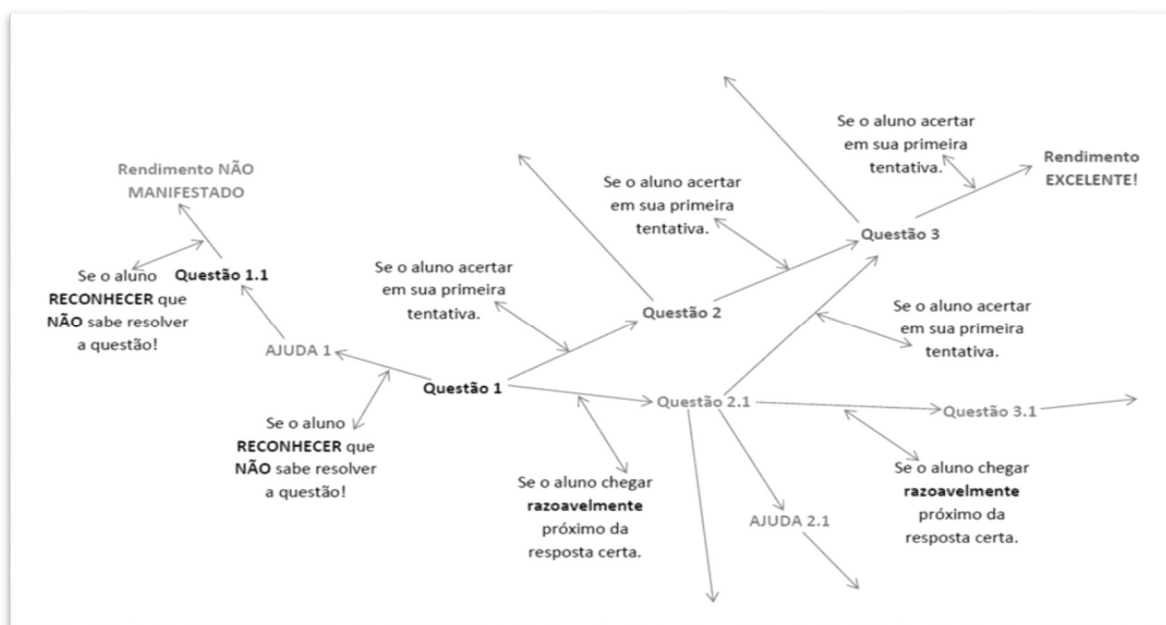 Se o aluno acertar
em sua primeira
tentativa.
Rendimento
EXCELENTE!
Rendimento NÃO
MANIFESTADO
Se o aluno acertar
em sua primeira
tentativa.
Questão 3
Se o aluno
RECONHECER que
NÃO sabe resolver
a questão!
Questão 1.1
Se o aluno acertar
em sua primeira
tentativa.
Questão 2
Se o aluno acertar
em sua primeira
tentativa.
AJUDA 1
Questão 1
Questão 2.1
Questão 3.1
Se o aluno
RECONHECER que
NÃO sabe resolver
a questão!
Se o aluno chegar
razoavelmente
próximo da
resposta certa.
AJUDA 2.1
Se o aluno chegar
razoavelmente
próximo da
resposta certa.